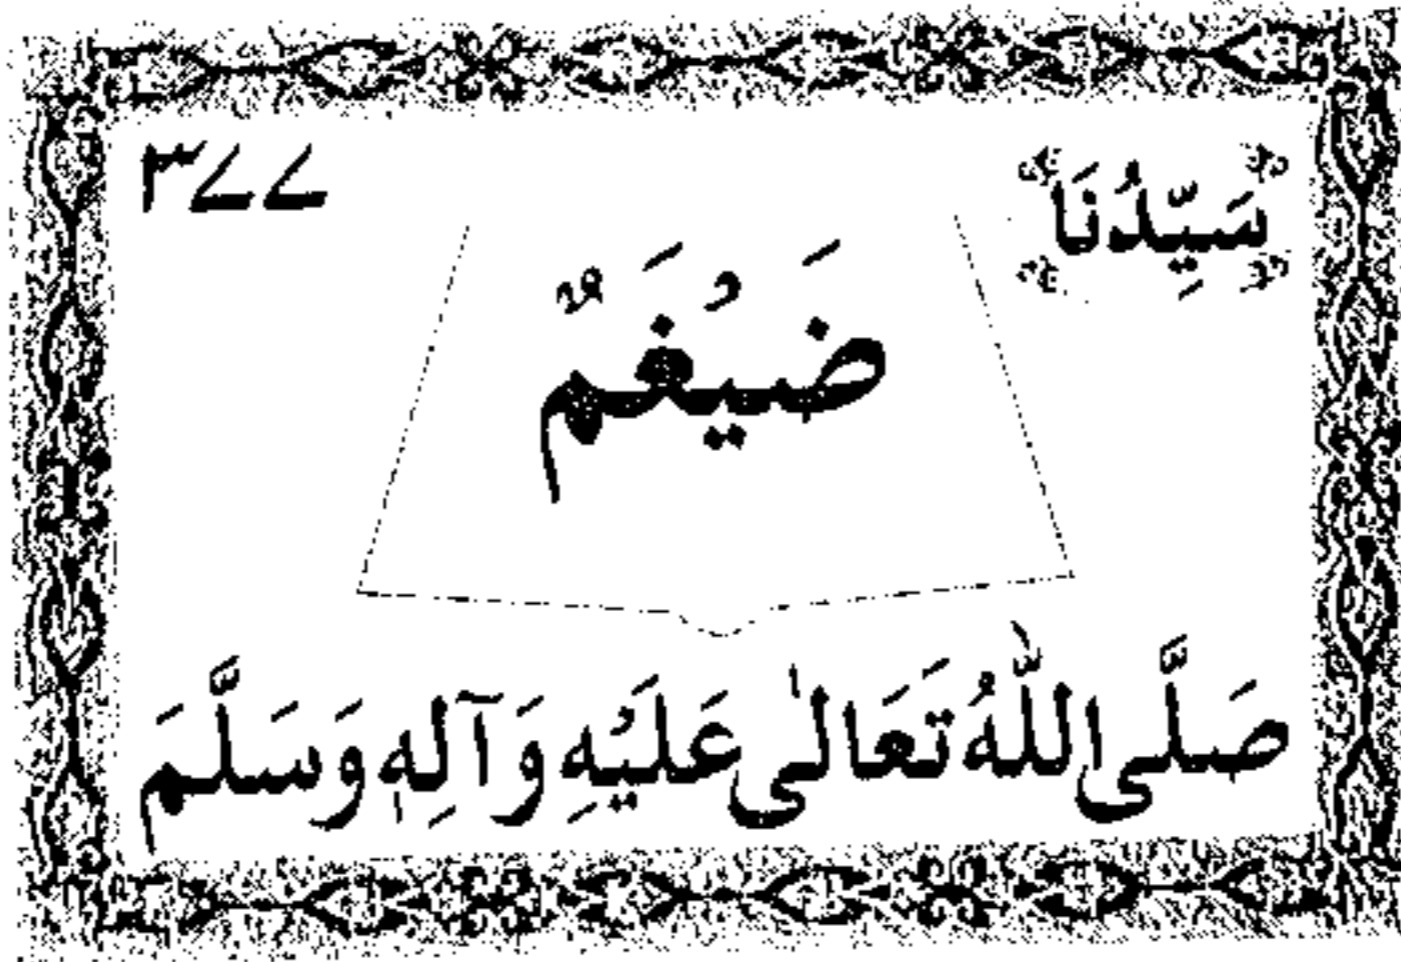 سَيِّدُنَا ۳۷۷
ضَيْغَمٌ
صَلَّى اللّٰهُ تَعَالٰى عَلَيْهِ وَآلِهٖ وَسَلَّمَ